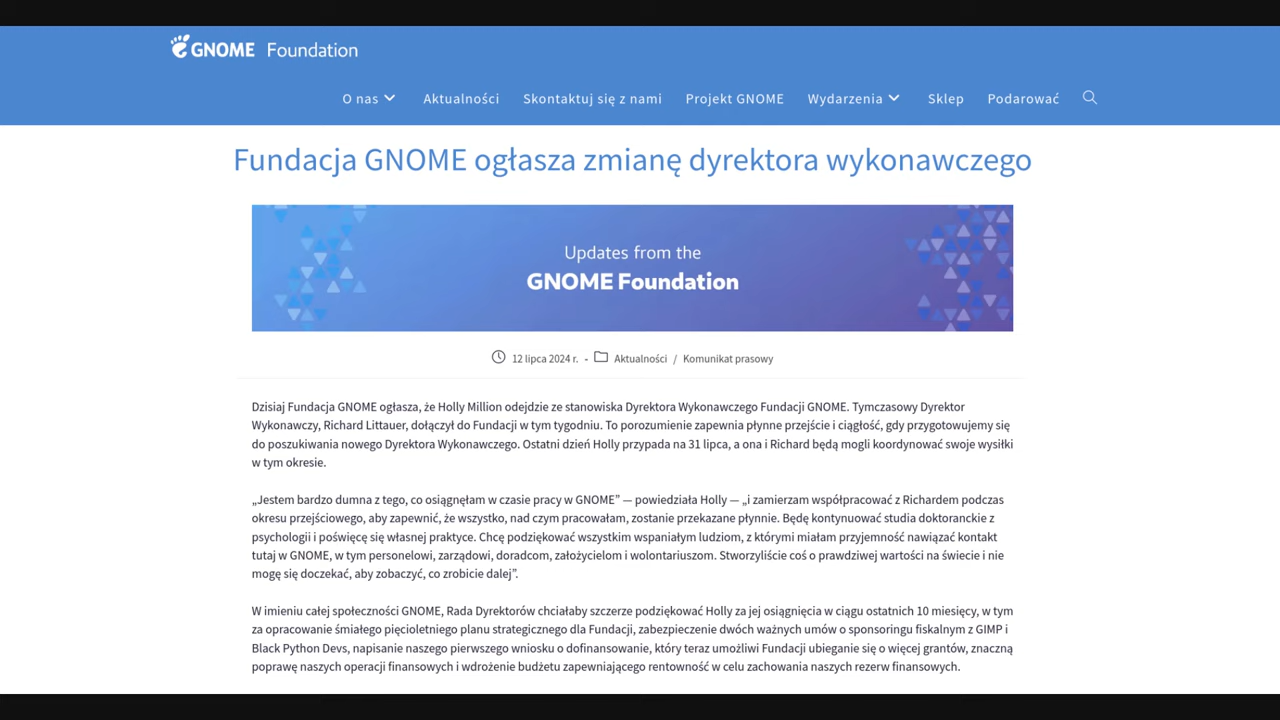 GNOME Foundation
O nas Aktualności Skontaktuj się z nami Projekt GNOME Wydarzenia Sklep Podarować
Fundacja GNOME ogłasza zmianę dyrektora wykonawczego
Updates from the
GNOME Foundation
12 lipca 2024 r. - Aktualności / Komunikat prasowy
Dzisiaj Fundacja GNOME ogłasza, że Holly Million odejdzie ze stanowiska Dyrektora Wykonawczego Fundacji GNOME. Tymczasowy Dyrektor
Wykonawczy, Richard Littauer, dołączył do Fundacji w tym tygodniu. To porozumienie zapewnia płynne przejście i ciągłość, gdy przygotowujemy się
do poszukiwania nowego Dyrektora Wykonawczego. Ostatni dzień Holly przypada na 31 lipca, a ona i Richard będą mogli koordynować swoje wysiłki
w tym okresie.
„Jestem bardzo dumna z tego, co osiągnęłam w czasie pracy w GNOME” — powiedziała Holly — „i zamierzam współpracować z Richardem podczas
okresu przejściowego, aby zapewnić, że wszystko, nad czym pracowałam, zostanie przekazane płynnie. Będę kontynuować studia doktoranckie z
psychologii i poświęcę się własnej praktyce. Chcę podziękować wszystkim wspaniałym ludziom, z którymi miałam przyjemność nawiązać kontakt
tutaj w GNOME, w tym personelowi, zarządowi, doradcom, założycielom i wolontariuszom. Stworzyliście coś o prawdziwej wartości na świecie i nie
mogę się doczekać, aby zobaczyć, co zrobicie dalej”.
W imieniu całej społeczności GNOME, Rada Dyrektorów chciałaby szczerze podziękować Holly za jej osiągnięcia w ciągu ostatnich 10 miesięcy, w tym
za opracowanie śmiałego pięcioletniego planu strategicznego dla Fundacji, zabezpieczenie dwóch ważnych umów o sponsoringu fiskalnym z GIMP i
Black Python Devs, napisanie naszego pierwszego wniosku o dofinansowanie, który teraz umożliwi Fundacji ubieganie się o więcej grantów, znaczną
poprawę naszych operacji finansowych i wdrożenie budżetu zapewniającego rentowność w celu zachowania naszych rezerw finansowych.